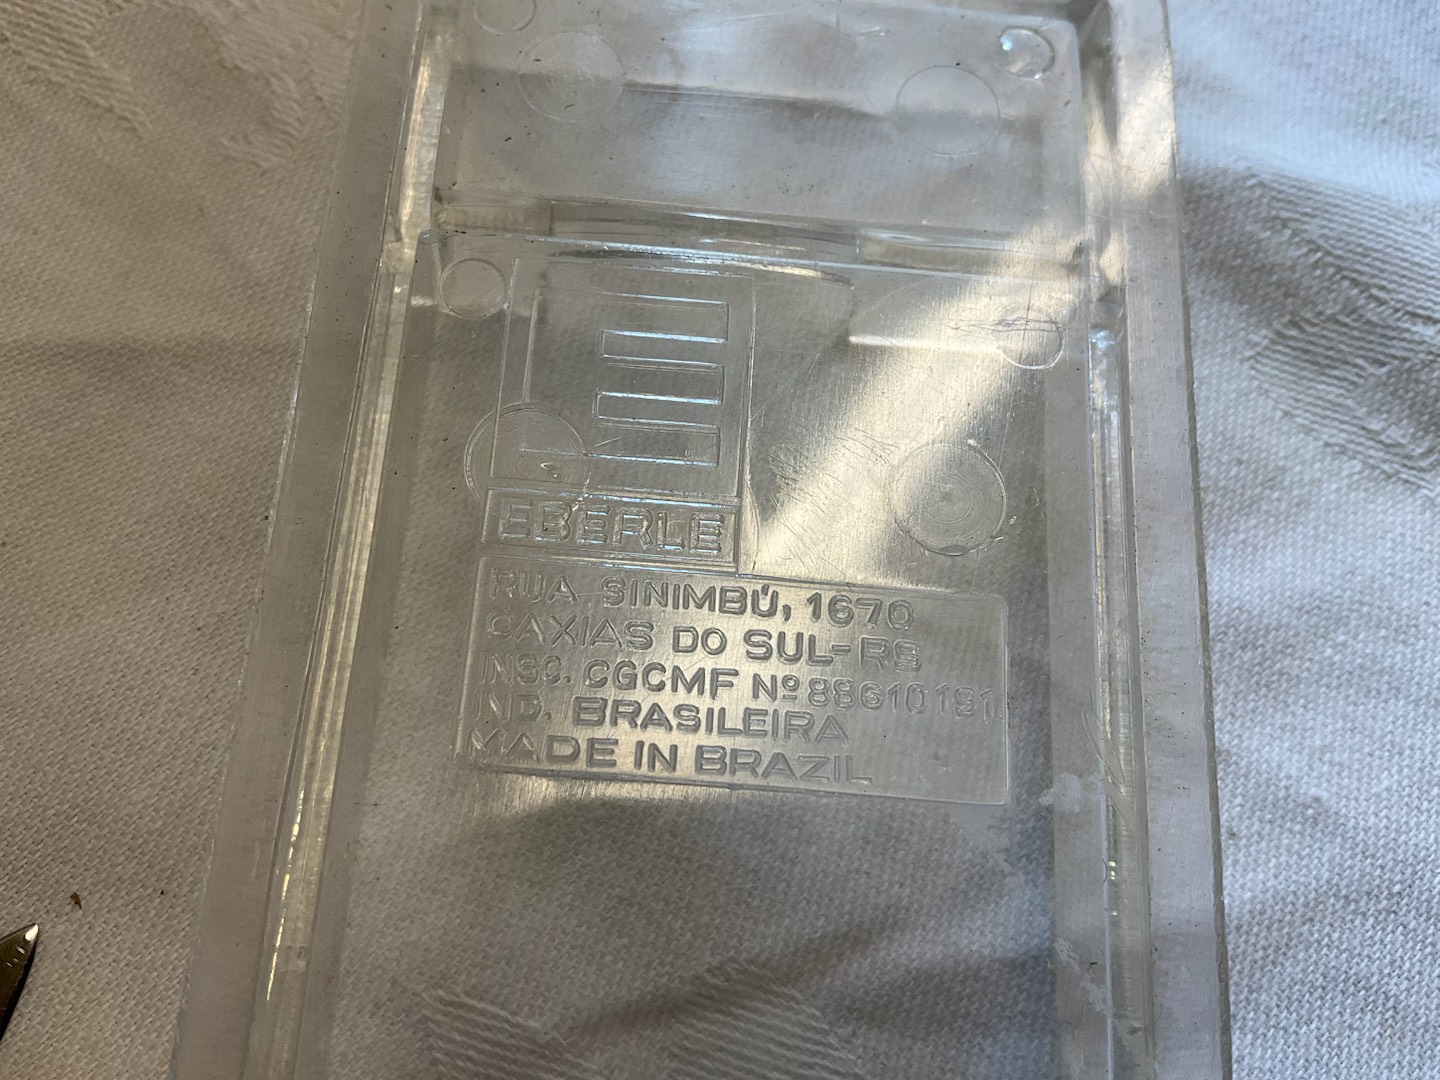 EBERLE
RUA SINIMBÚ, 1670
CAXIAS DO SUL-RS
INSC. CGCMF Nº 88610191
IND. BRASILEIRA
MADE IN BRAZIL